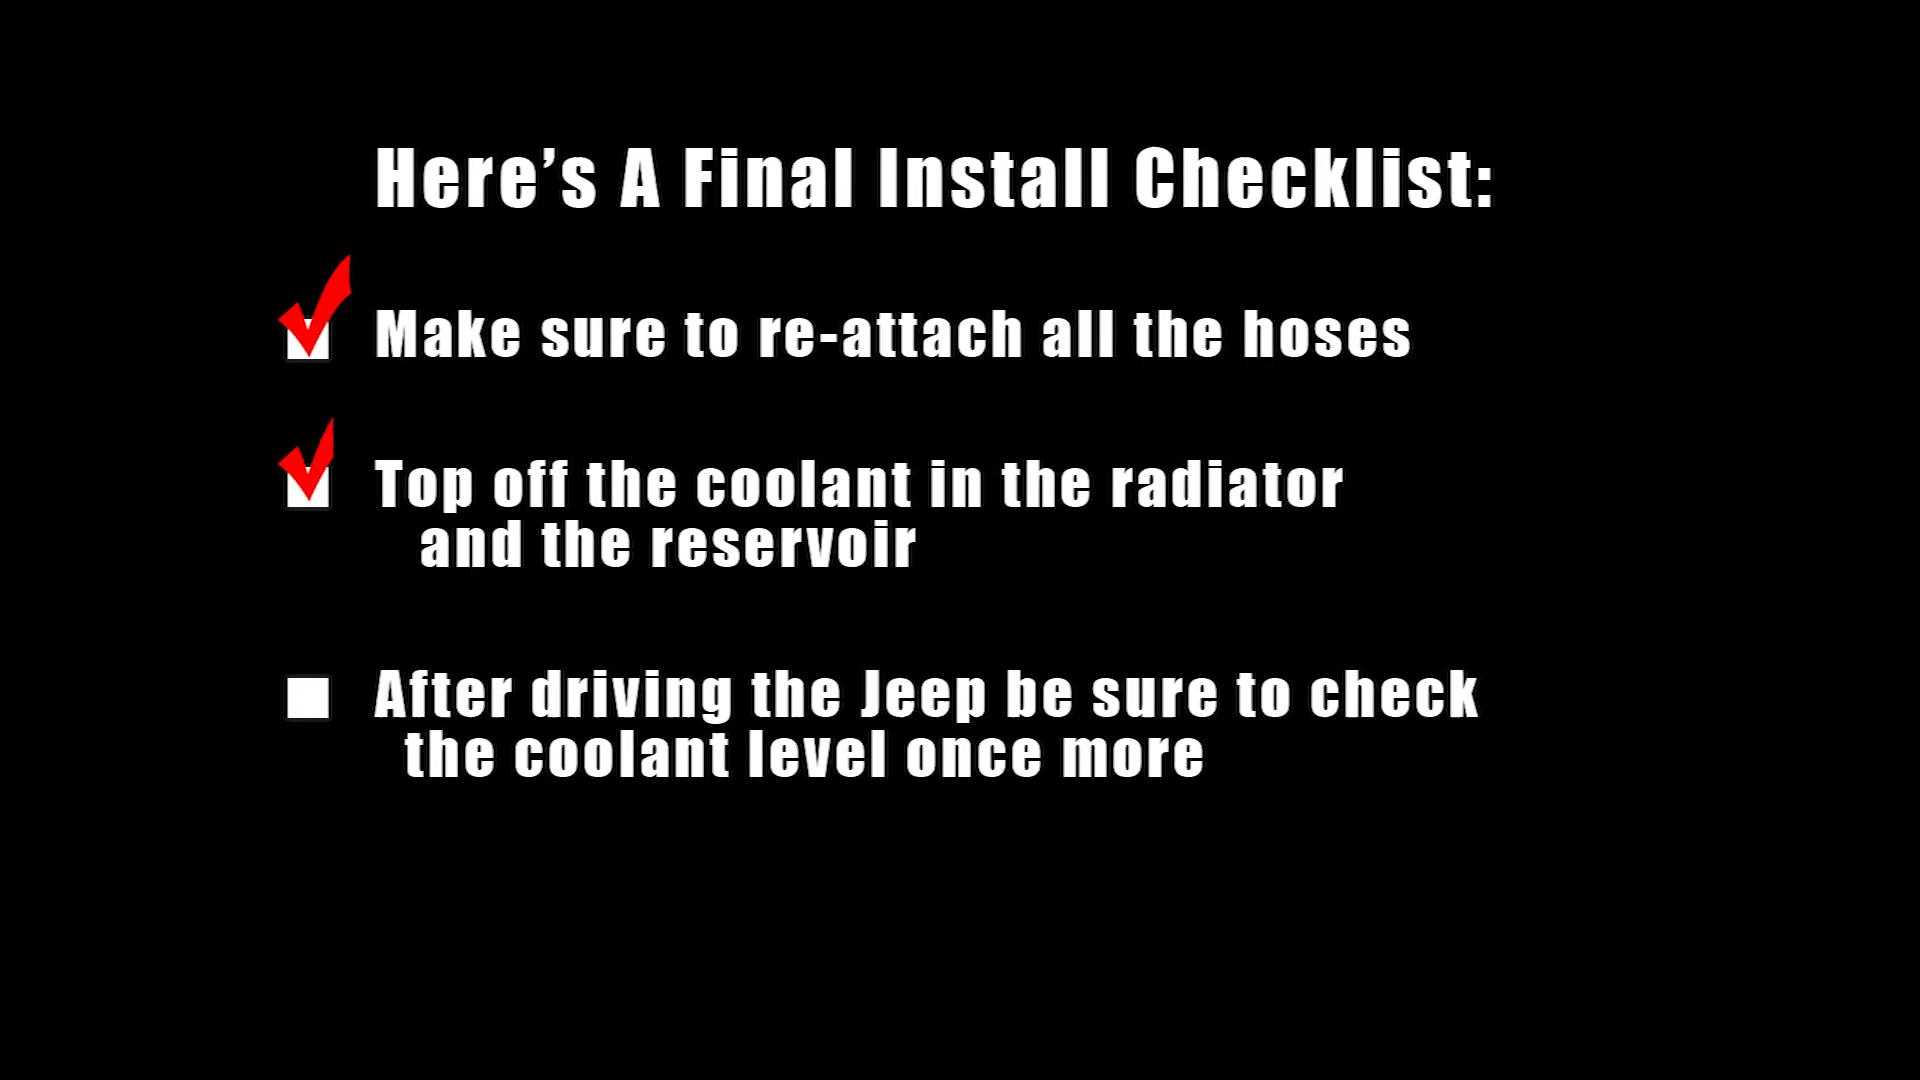 Here’s A Final Install Checklist:
Make sure to re-attach all the hoses
Top off the coolant in the radiator
and the reservoir
After driving the Jeep be sure to check
the coolant level once more